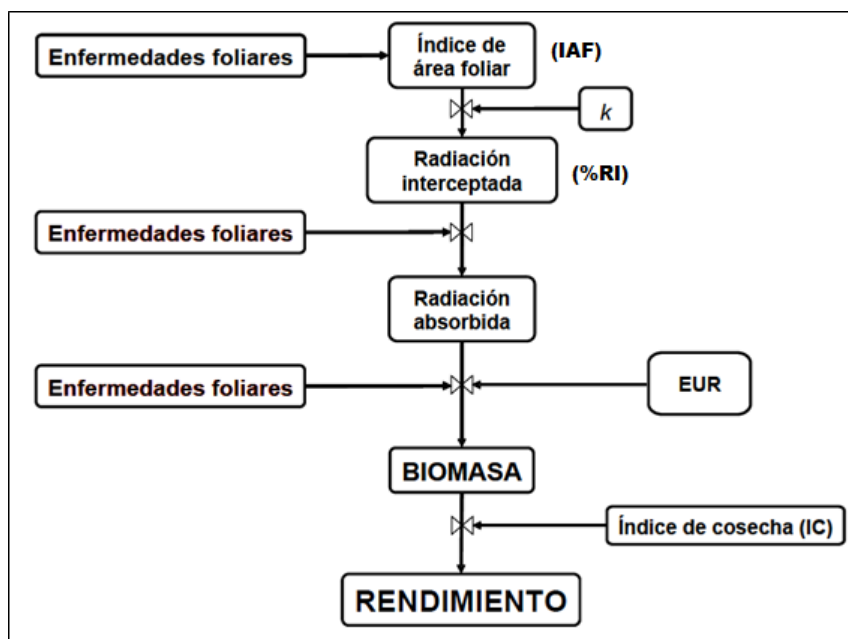 Enfermedades foliares
Índice de
área foliar
(IAF)
k
Radiación
interceptada
(%RI)
Enfermedades foliares
Radiación
absorbida
Enfermedades foliares
EUR
BIOMASA
Índice de cosecha (IC)
RENDIMIENTO